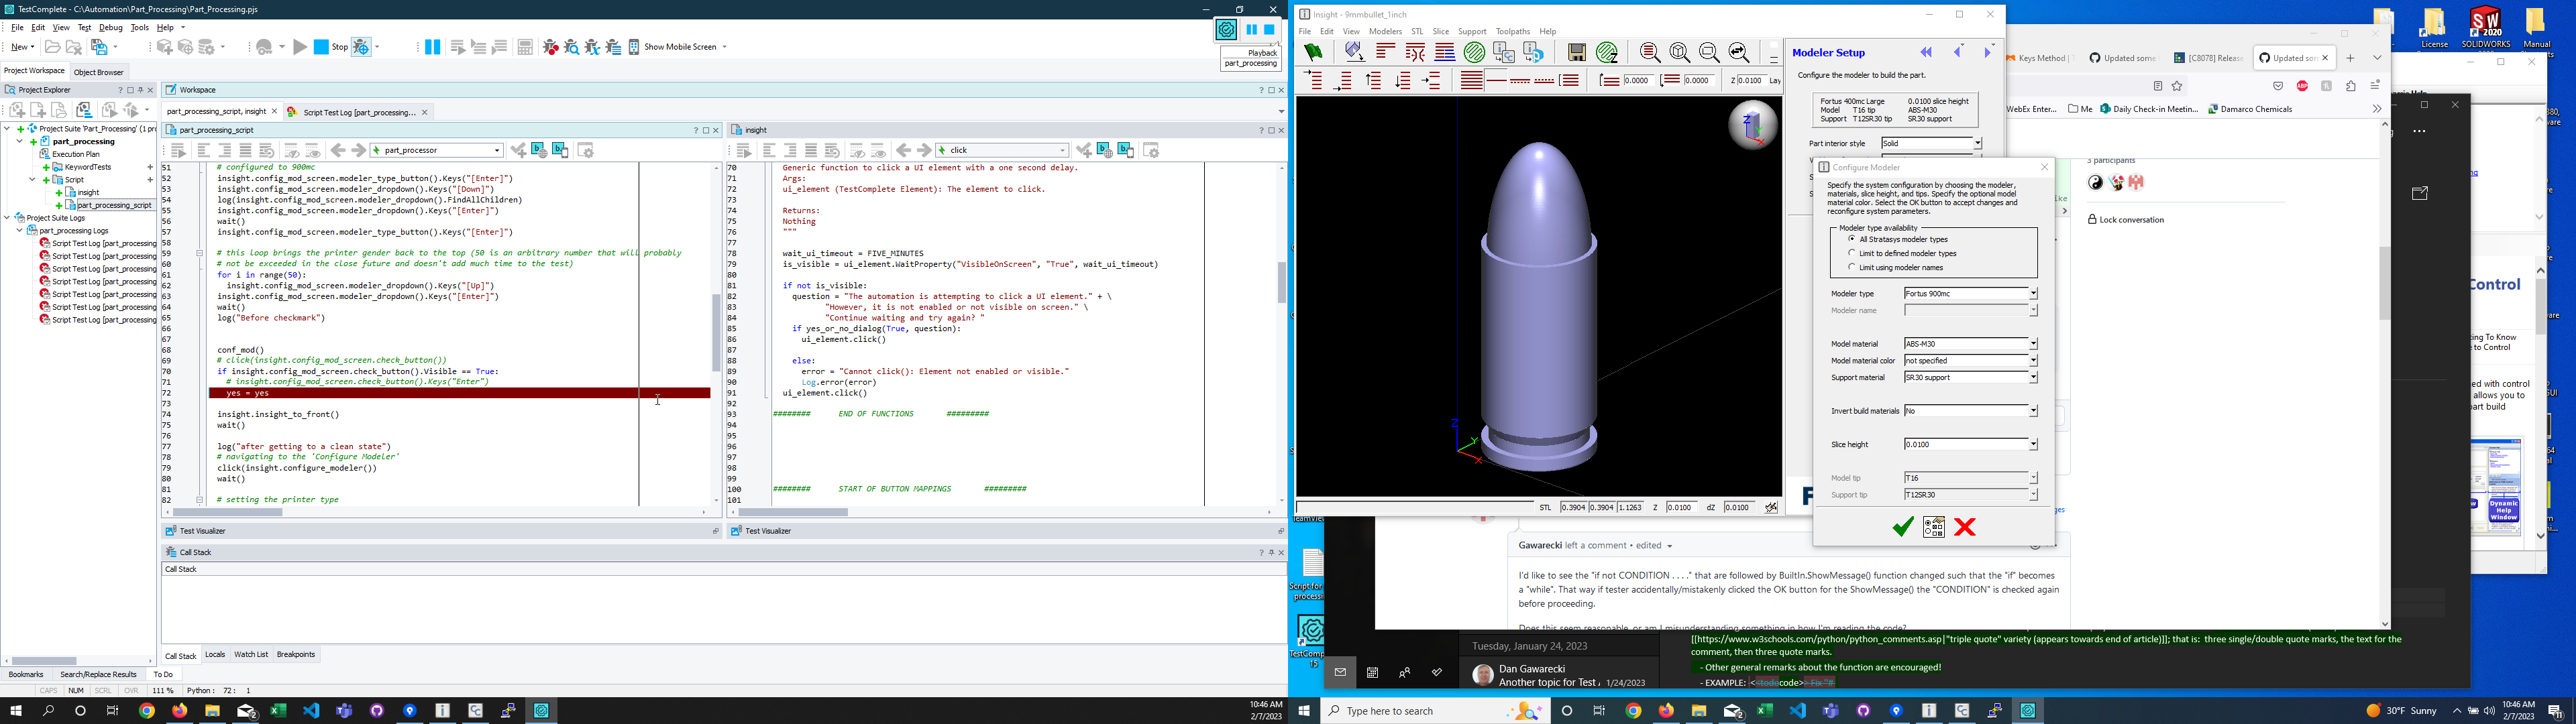 TestComplete - C:\Automation\Part_Processing\Part_Processing.pjs
File Edit View Test Debug Tools Help
New
Stop
Show Mobile Screen
Playback
part_processing
Project Workspace Object Browser
Project Explorer
Project Suite 'Part_Processing' (1 pro
part_processing
Execution Plan
KeywordTests
Script
insight
part_processing_script
Project Suite Logs
part_processing Logs
Script Test Log [part_processing
Script Test Log [part_processing
Script Test Log [part_processing
Script Test Log [part_processing
Script Test Log [part_processing
Script Test Log [part_processing
Script Test Log [part_processing
Workspace
part_processing_script, insight
Script Test Log [part_processing...
part_processing_script
part_processor
51 # configured to 900mc
52 insight.config_mod_screen.modeler_type_button().Keys("[Enter]")
53 insight.config_mod_screen.modeler_dropdown().Keys("[Down]")
54 log(insight.config_mod_screen.modeler_dropdown().FindAllChildren)
55 insight.config_mod_screen.modeler_dropdown().Keys("[Enter]")
56 wait()
57 insight.config_mod_screen.modeler_type_button().Keys("[Enter]")
58
59 # this loop brings the printer gender back to the top (50 is an arbitrary number that will probably
60 # not be exceeded in the close future and doesn't add much time to the test)
61 for i in range(50):
62 insight.config_mod_screen.modeler_dropdown().Keys("[Up]")
63 insight.config_mod_screen.modeler_dropdown().Keys("[Enter]")
64 wait()
65 log("Before checkmark")
66
67
68 conf_mod()
69 # click(insight.config_mod_screen.check_button())
70 if insight.config_mod_screen.check_button().Visible == True:
71 # insight.config_mod_screen.check_button().Keys("Enter")
72 yes = yes
73
74 insight.insight_to_front()
75 wait()
76
77 log("after getting to a clean state")
78 # navigating to the 'Configure Modeler'
79 click(insight.configure_modeler())
80 wait()
81
82 # setting the printer type
insight
click
70 Generic function to click a UI element with a one second delay.
71 Args:
72 ui_element (TestComplete Element): The element to click.
73
74 Returns:
75 Nothing
76 """
77
78 wait_ui_timeout = FIVE_MINUTES
79 is_visible = ui_element.WaitProperty("VisibleOnScreen", "True", wait_ui_timeout)
80
81 if not is_visible:
82 question = "The automation is attempting to click a UI element." + \
83 "However, it is not enabled or not visible on screen." \
84 "Continue waiting and try again? "
85 if yes_or_no_dialog(True, question):
86 ui_element.click()
87
88 else:
89 error = "Cannot click(): Element not enabled or visible."
90 Log.error(error)
91 ui_element.click()
92
93 ######## END OF FUNCTIONS #########
94
95
96
97
98
99
100 ######## START OF BUTTON MAPPINGS #########
101
Test Visualizer
Test Visualizer
Call Stack
Call Stack
Call Stack Locals Watch List Breakpoints
Bookmarks Search/Replace Results To Do
CAPS NUM SCRL OVR 111 % Python : 72 : 1
10:46 AM
2/7/2023
Insight - 9mmbullet_1inch
File Edit View Modelers STL Slice Support Toolpaths Help
0.0000 0.0000 Z 0.0100 Lay
STL 0.3904 0.3904 1.1263 Z 0.0100 dZ 0.0100
Modeler Setup
Configure the modeler to build the part.
Fortus 400mc Large 0.0100 slice height
Model T16 tip ABS-M30
Support T12SR30 tip SR30 support
Part interior style Solid
Configure Modeler
Specify the system configuration by choosing the modeler,
materials, slice height, and tips. Specify the optional model
material color. Select the OK button to accept changes and
reconfigure system parameters.
Modeler type availability
All Stratasys modeler types
Limit to defined modeler types
Limit using modeler names
Modeler type Fortus 900mc
Modeler name
Model material ABS-M30
Model material color not specified
Support material SR30 support
Invert build materials No
Slice height 0.0100
Model tip T16
Support tip T12SR30
Keys Method | T
Updated some
[C8078] Release
Updated son
WebEx Enter... Me Daily Check-in Meetin... Damarco Chemicals
3 participants
Lock conversation
Gawarecki left a comment • edited
I'd like to see the "if not CONDITION . . . ." that are followed by BuiltIn.ShowMessage() function changed such that the "if" becomes
a "while". That way if tester accidentally/mistakenly clicked the OK button for the ShowMessage() the "CONDITION" is checked again
before proceeding.
Does this seem reasonable, or am I misunderstanding something in how I'm reading the code?
[[https://www.w3schools.com/python/python_comments.asp|"triple quote" variety (appears towards end of article)]]; that is: three single/double quote marks, the text for the
comment, then three quote marks.
- Other general remarks about the function are encouraged!
Tuesday, January 24, 2023
Dan Gawarecki
Another topic for Test / 1/24/2023
License
SOLIDWORKS
2020
Manual
Control
ting To Know
to Control
ed with control
allows you to
art build
Dynamic
Help
Window
TeamView
Script for
processin
TestComp
15
Type here to search
30°F Sunny
10:46 AM
2/7/2023